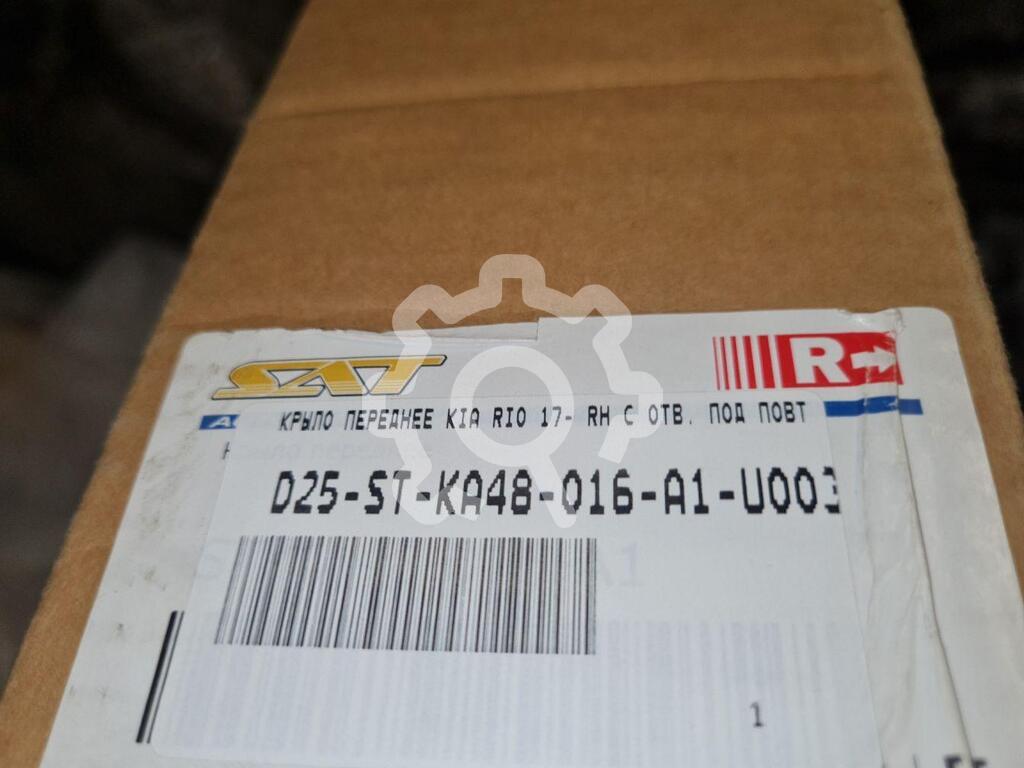 SAT
R
КРЫЛО ПЕРЕДНЕЕ KIA RIO 17- RH С ОТВ. ПОД ПОВТ
D25-ST-KA48-016-A1-U003
1